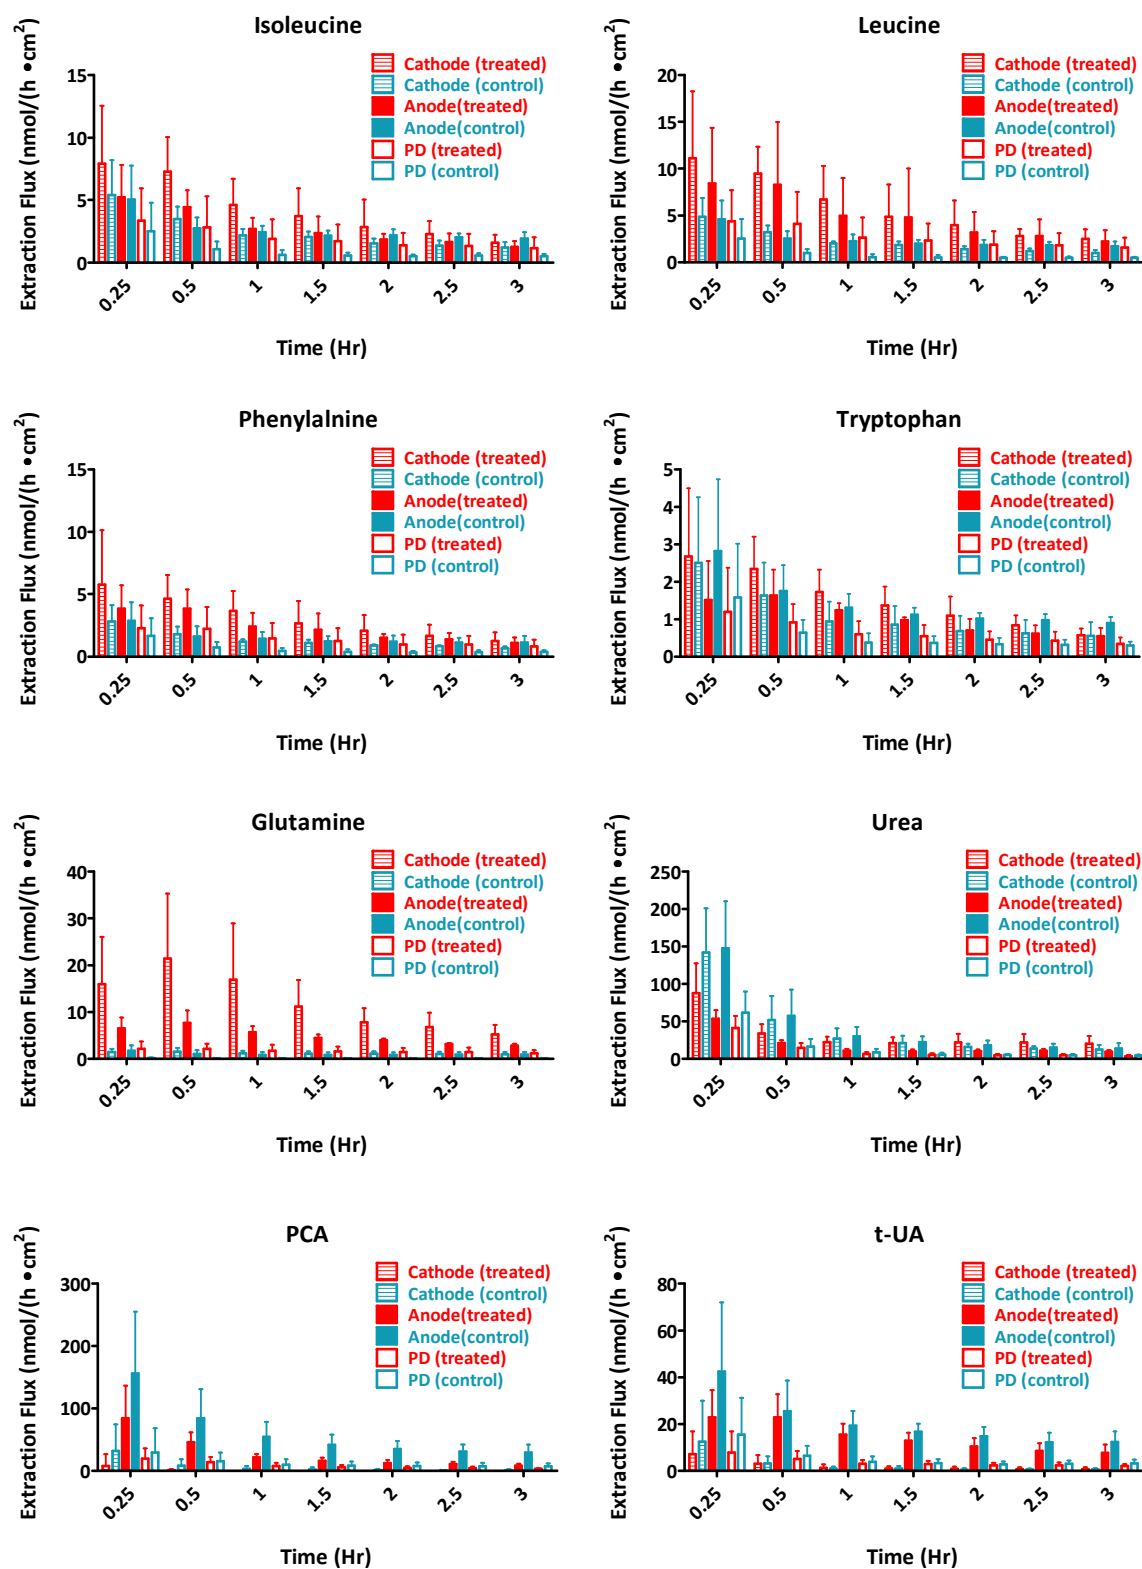 Isoleucine
Extraction Flux (nmol/(h •cm²)
Cathode (treated)
Cathode (control)
Anode(treated)
Anode(control)
PD (treated)
PD (control)
15
10
5
0
0.25 0.5 1 1.5 2 2.5 3
Time (Hr)
Leucine
Extraction Flux (nmol/(h •cm²)
Cathode (treated)
Cathode (control)
Anode(treated)
Anode(control)
PD (treated)
PD (control)
20
15
10
5
0
0.25 0.5 1 1.5 2 2.5 3
Time (Hr)
Phenylalnine
Extraction Flux (nmol/(h •cm²)
Cathode (treated)
Cathode (control)
Anode(treated)
Anode(control)
PD (treated)
PD (control)
15
10
5
0
0.25 0.5 1 1.5 2 2.5 3
Time (Hr)
Tryptophan
Extraction Flux (nmol/(h •cm²)
Cathode (treated)
Cathode (control)
Anode(treated)
Anode(control)
PD (treated)
PD (control)
5
4
3
2
1
0
0.25 0.5 1 1.5 2 2.5 3
Time (Hr)
Glutamine
Extraction Flux (nmol/(h •cm²)
Cathode (treated)
Cathode (control)
Anode(treated)
Anode(control)
PD (treated)
PD (control)
40
30
20
10
0
0.25 0.5 1 1.5 2 2.5 3
Time (Hr)
Urea
Extraction Flux (nmol/(h •cm²)
Cathode (treated)
Cathode (control)
Anode(treated)
Anode(control)
PD (treated)
PD (control)
250
200
150
100
50
0
0.25 0.5 1 1.5 2 2.5 3
Time (Hr)
PCA
Extraction Flux (nmol/(h •cm²)
Cathode (treated)
Cathode (control)
Anode(treated)
Anode(control)
PD (treated)
PD (control)
300
200
100
0
0.25 0.5 1 1.5 2 2.5 3
Time (Hr)
t-UA
Extraction Flux (nmol/(h •cm²)
Cathode (treated)
Cathode (control)
Anode(treated)
Anode(control)
PD (treated)
PD (control)
80
60
40
20
0
0.25 0.5 1 1.5 2 2.5 3
Time (Hr)